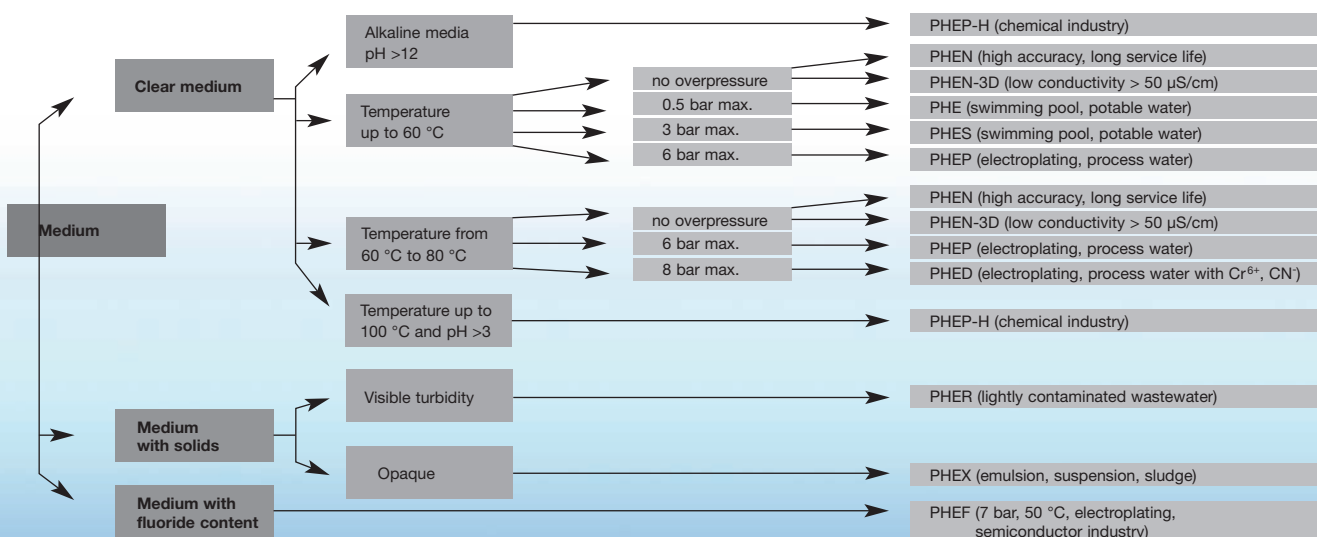 Medium
Clear medium
Alkaline media
pH >12
PHEP-H (chemical industry)
Temperature
up to 60 °C
no overpressure
PHEN (high accuracy, long service life)
PHEN-3D (low conductivity > 50 µS/cm)
0.5 bar max.
PHE (swimming pool, potable water)
3 bar max.
PHES (swimming pool, potable water)
6 bar max.
PHEP (electroplating, process water)
Temperature from
60 °C to 80 °C
no overpressure
PHEN (high accuracy, long service life)
PHEN-3D (low conductivity > 50 µS/cm)
6 bar max.
PHEP (electroplating, process water)
8 bar max.
PHED (electroplating, process water with Cr⁶⁺, CN⁻)
Temperature up to
100 °C and pH >3
PHEP-H (chemical industry)
Medium
with solids
Visible turbidity
PHER (lightly contaminated wastewater)
Opaque
PHEX (emulsion, suspension, sludge)
Medium with
fluoride content
PHEF (7 bar, 50 °C, electroplating,
semiconductor industry)